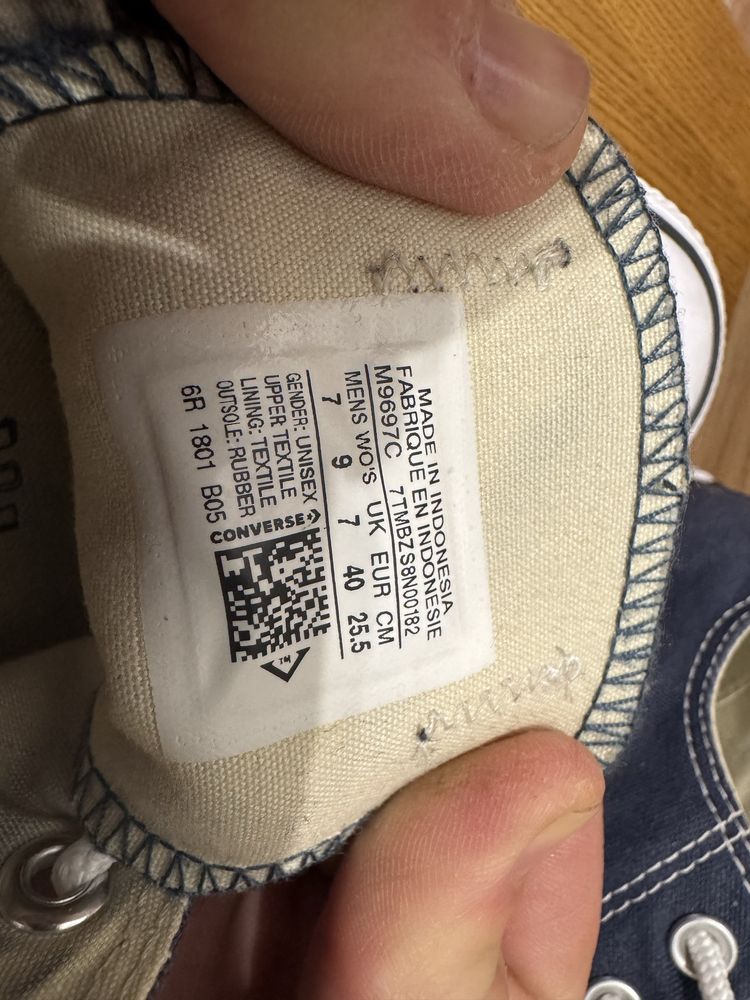 MADE IN INDONESIA
FABRIQUE EN INDONESIE
M9697C 7TMBZS8N00182
MENS WO'S UK EUR CM
7 9 7 40 25.5
GENDER: UNISEX
UPPER: TEXTILE
LINING: TEXTILE
OUTSOLE: RUBBER
6R 1801 B05
CONVERSE
TM